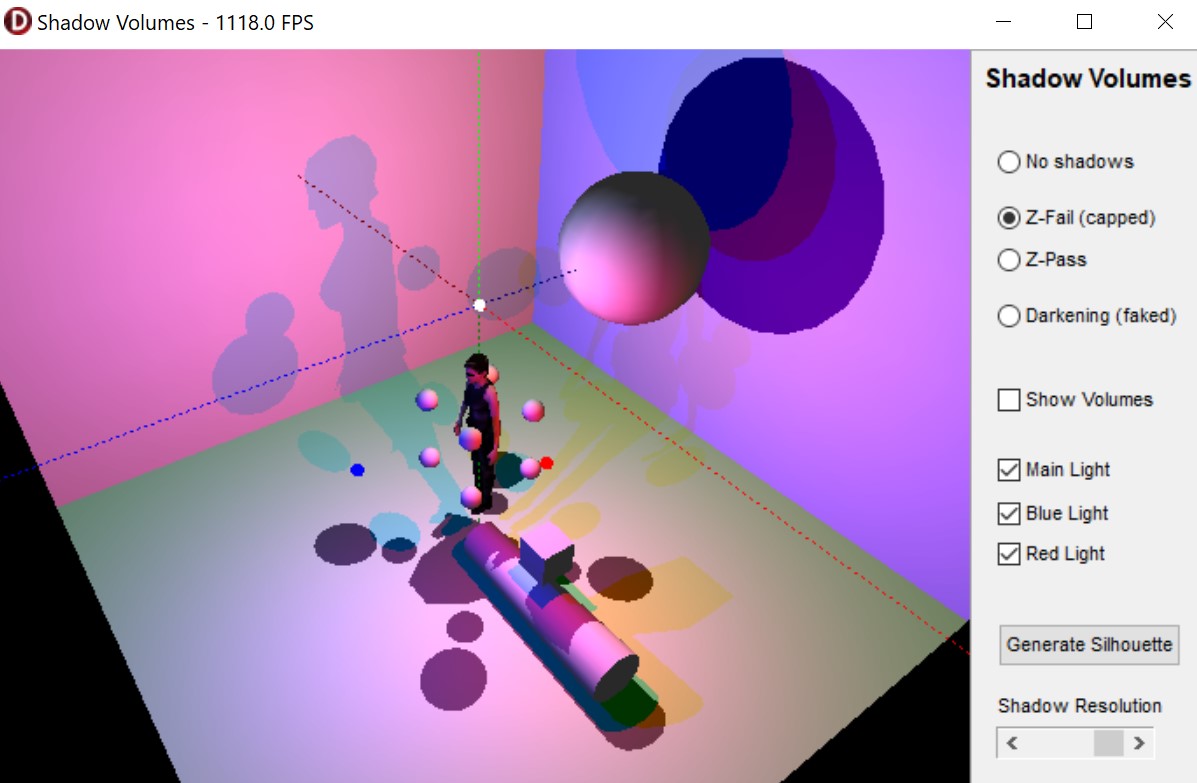 Shadow Volumes - 1118.0 FPS
Shadow Volumes
No shadows
Z-Fail (capped)
Z-Pass
Darkening (faked)
Show Volumes
Main Light
Blue Light
Red Light
Generate Silhouette
Shadow Resolution